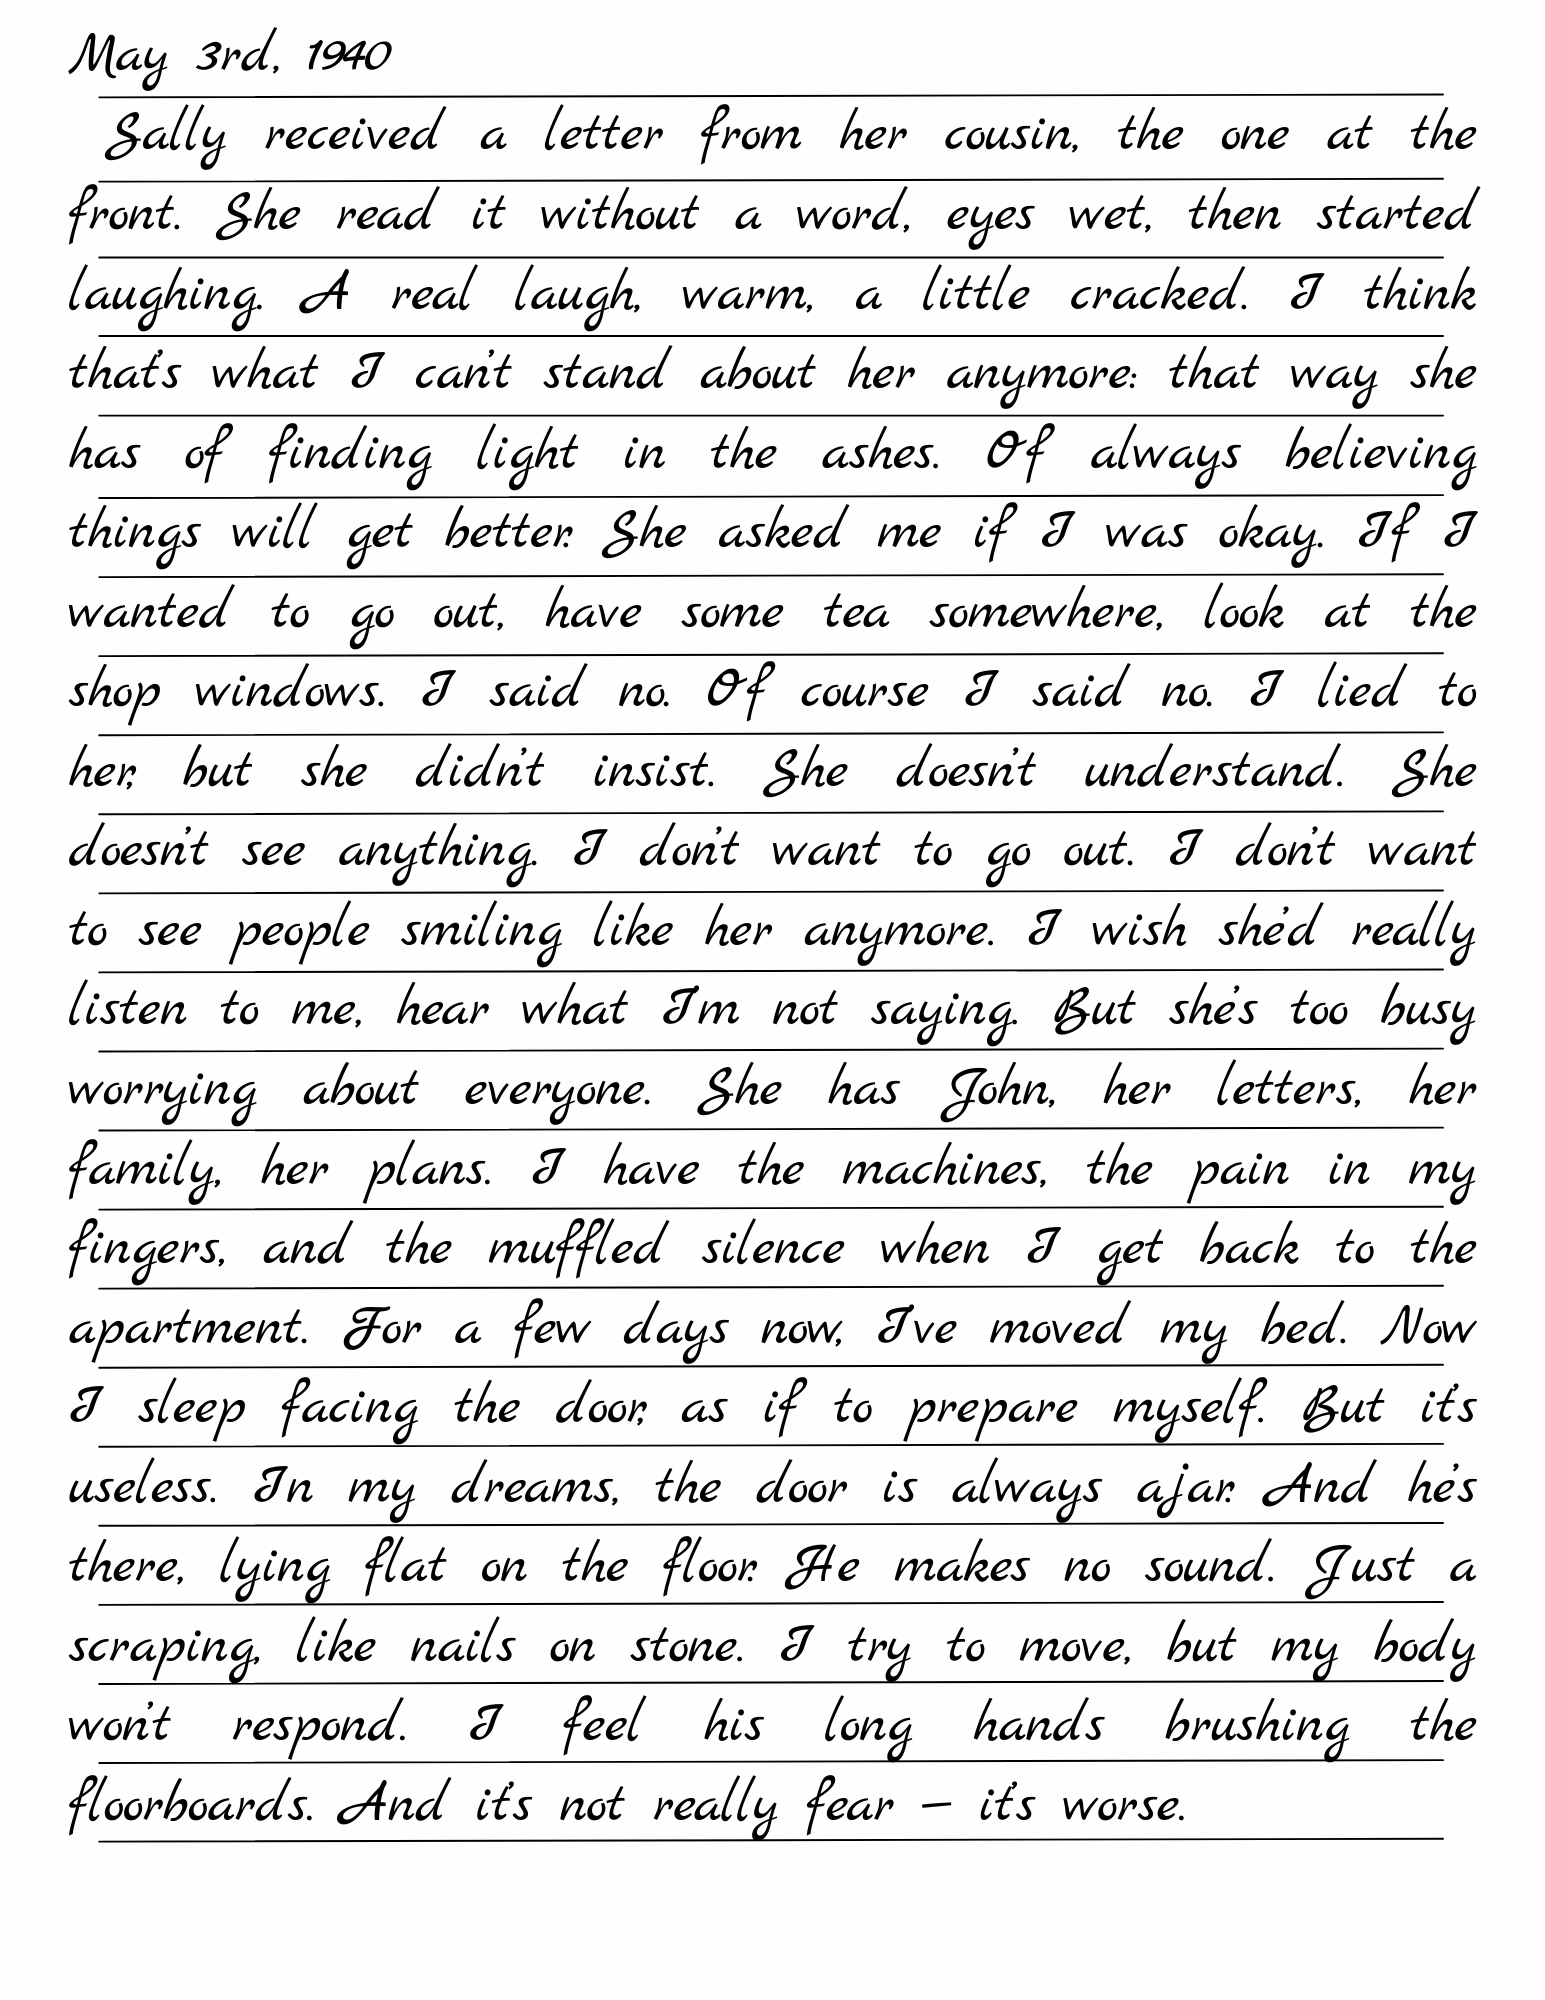 May 3rd, 1940
Sally received a letter from her cousin, the one at the
front. She read it without a word, eyes wet, then started
laughing. A real laugh, warm, a little cracked. I think
that's what I can't stand about her anymore: that way she
has of finding light in the ashes. Of always believing
things will get better. She asked me if I was okay. If I
wanted to go out, have some tea somewhere, look at the
shop windows. I said no. Of course I said no. I lied to
her, but she didn't insist. She doesn't understand. She
doesn't see anything. I don't want to go out. I don't want
to see people smiling like her anymore. I wish she'd really
listen to me, hear what I'm not saying. But she's too busy
worrying about everyone. She has John, her letters, her
family, her plans. I have the machines, the pain in my
fingers, and the muffled silence when I get back to the
apartment. For a few days now, I've moved my bed. Now
I sleep facing the door, as if to prepare myself. But it's
useless. In my dreams, the door is always ajar. And he's
there, lying flat on the floor. He makes no sound. Just a
scraping, like nails on stone. I try to move, but my body
won't respond. I feel his long hands brushing the
floorboards. And it's not really fear – it's worse.